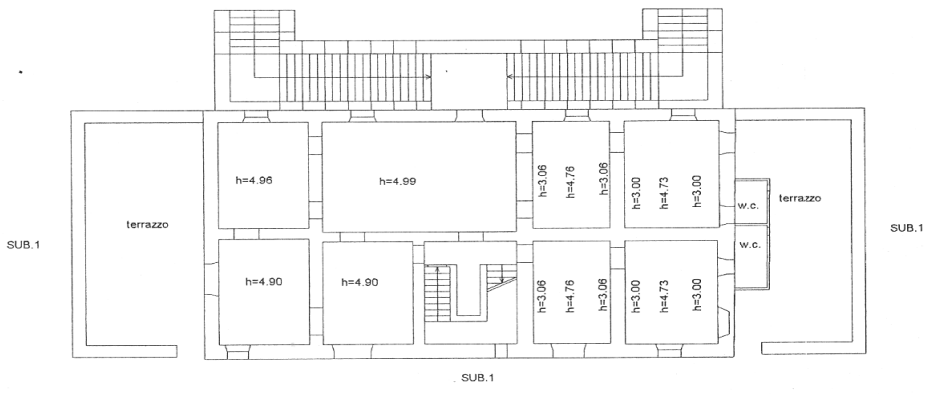 h=4.96
h=4.99
h=3.06
h=4.76
h=3.06
h=3.00
h=4.73
h=3.00
w.c.
terrazzo
terrazzo
SUB.1
SUB.1
w.c.
h=4.90
h=4.90
h=3.06
h=4.76
h=3.06
h=3.00
h=4.73
h=3.00
SUB.1